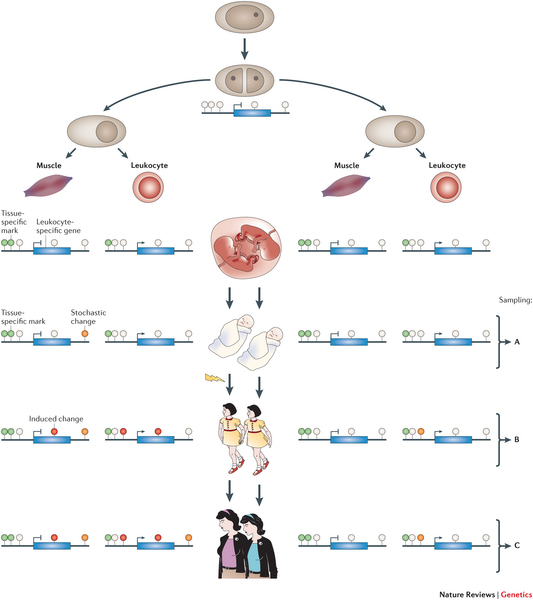 Muscle
Leukocyte
Muscle
Leukocyte
Tissue-
specific
mark
Leukocyte-
specific gene
Sampling:
Tissue-
specific mark
Stochastic
change
A
Induced change
B
C
Nature Reviews | Genetics